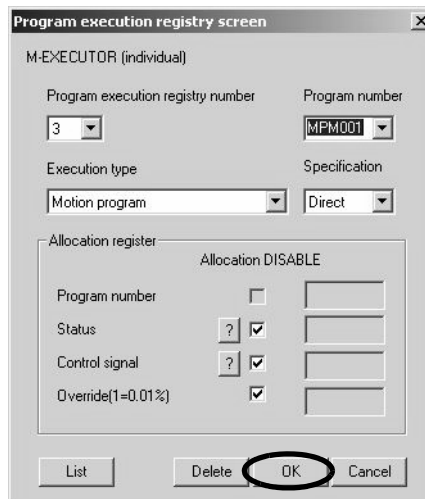 Program execution registry screen
M-EXECUTOR (individual)
Program execution registry number Program number
3 MPM001
Execution type Specification
Motion program Direct
Allocation register
Allocation DISABLE
Program number
Status ?
Control signal ?
Override(1=0.01%)
List Delete OK Cancel